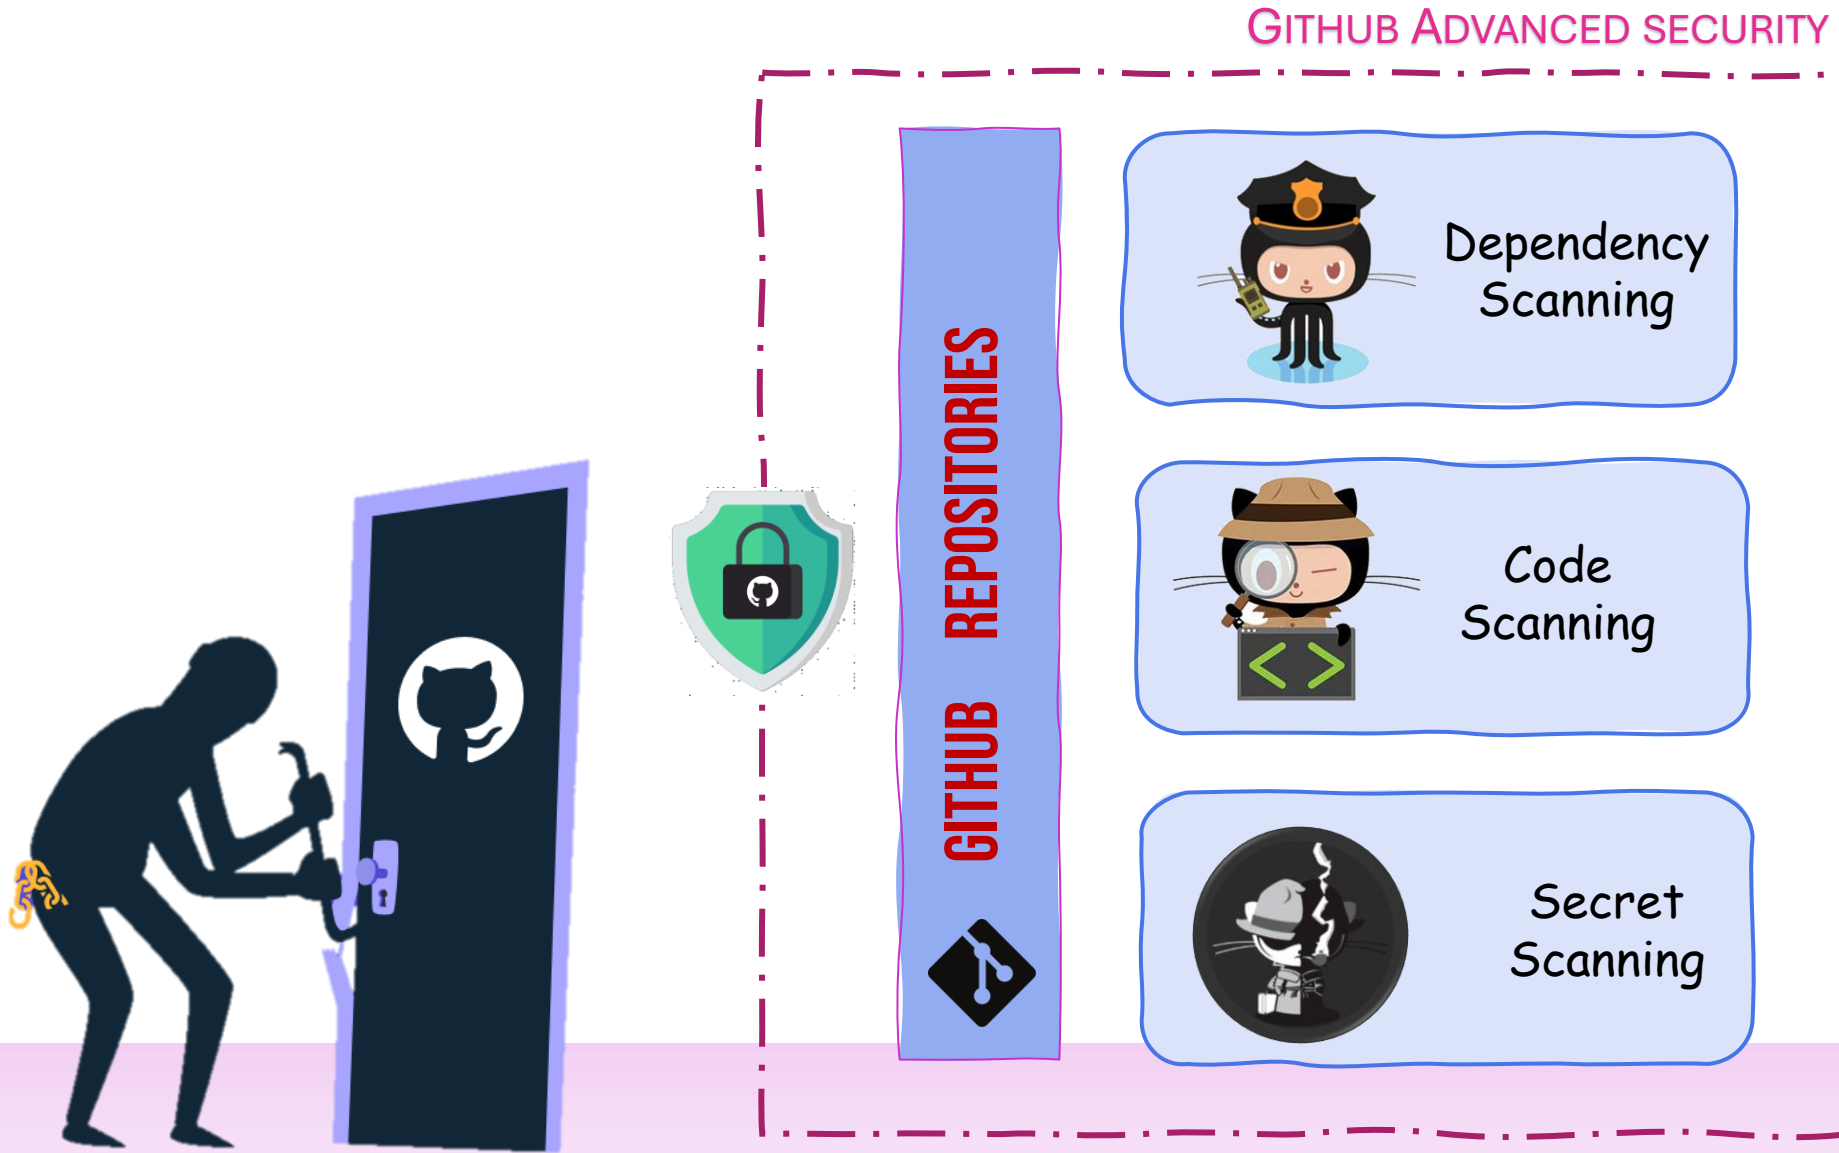 GITHUB ADVANCED SECURITY
GITHUB REPOSITORIES
Dependency
Scanning
Code
Scanning
< >
Secret
Scanning